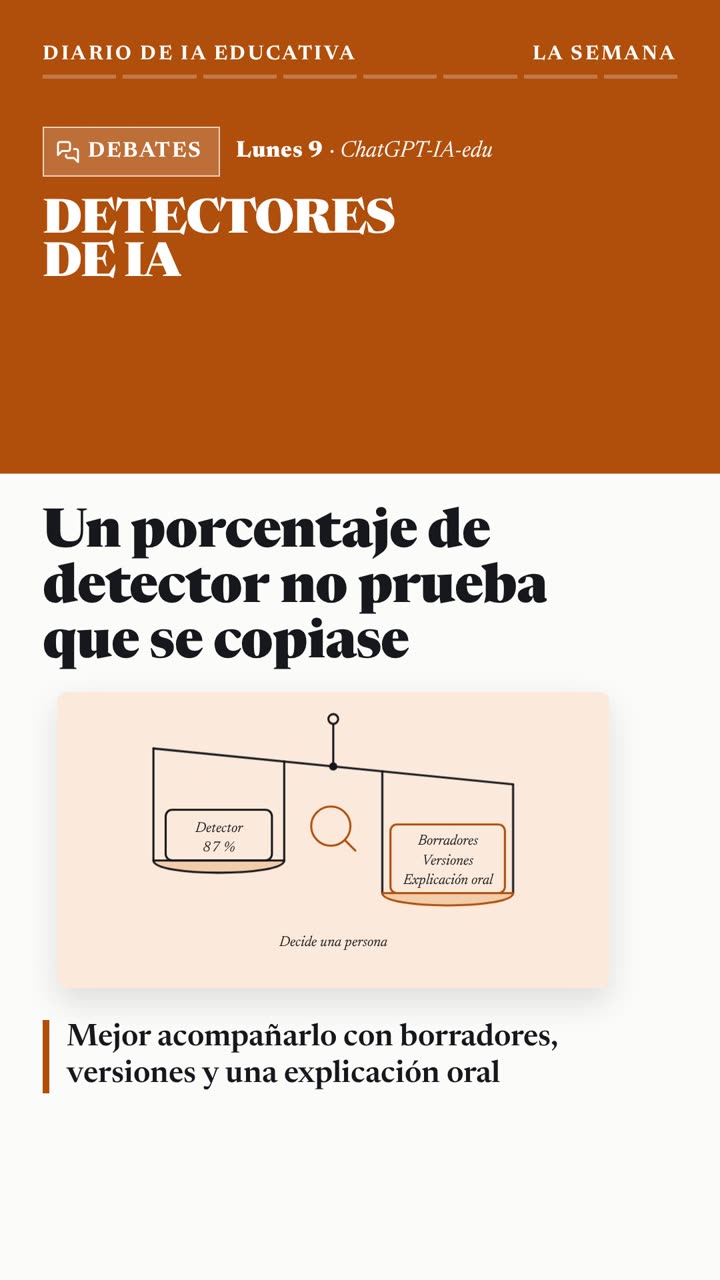 DIARIO DE IA EDUCATIVA
LA SEMANA
DEBATES
Lunes 9 · ChatGPT-IA-edu
DETECTORES
DE IA
Un porcentaje de
detector no prueba
que se copiase
Detector
87 %
Borradores
Versiones
Explicación oral
Decide una persona
Mejor acompañarlo con borradores,
versiones y una explicación oral